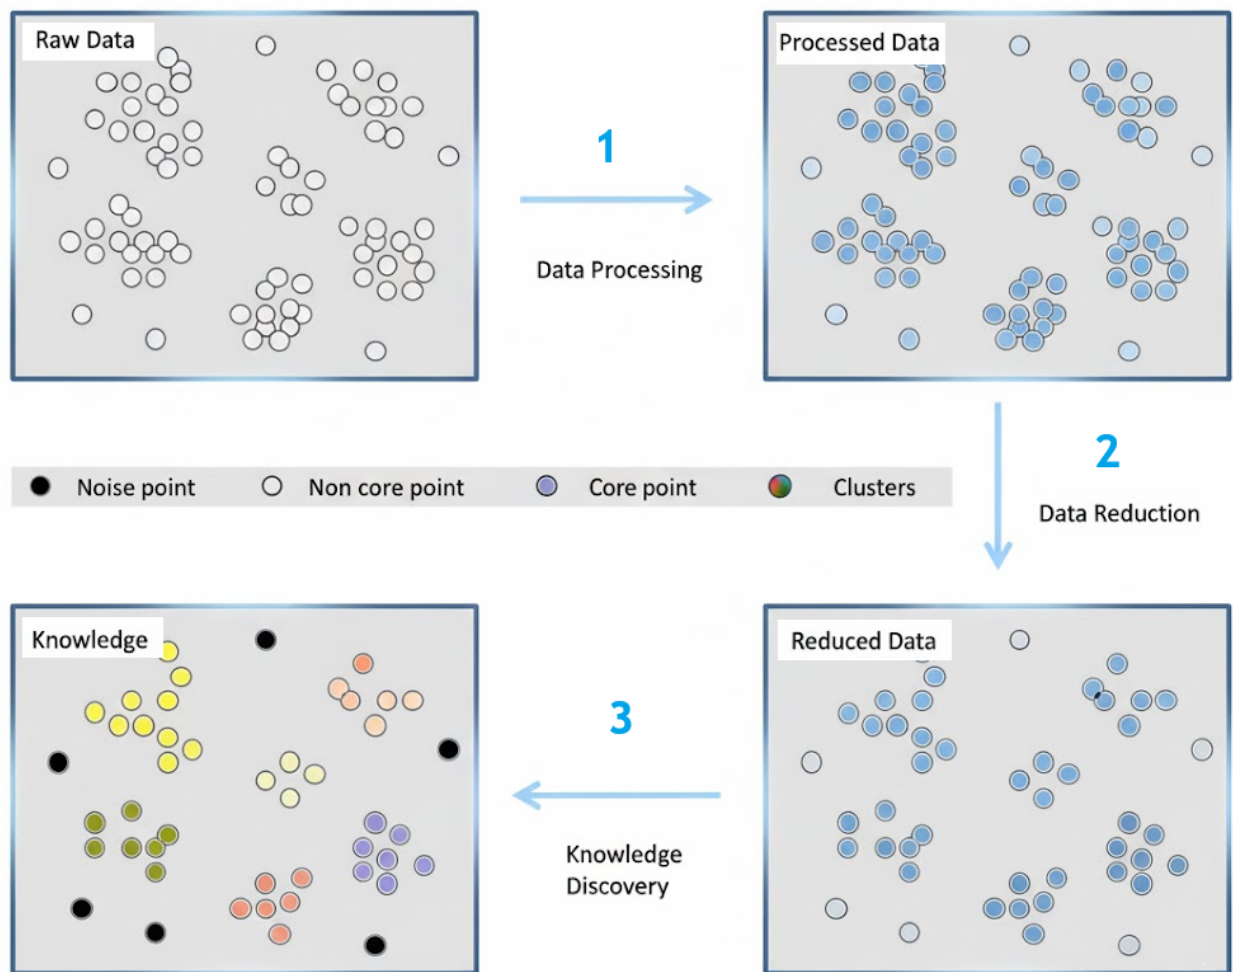 Raw Data
Processed Data
1
Data Processing
Noise point
Non core point
Core point
Clusters
2
Data Reduction
Knowledge
Reduced Data
3
Knowledge
Discovery